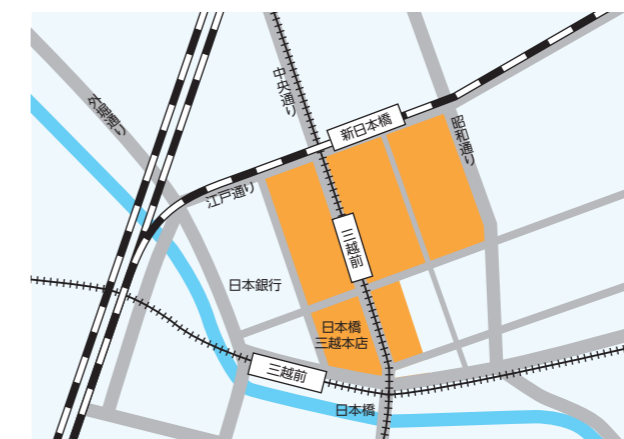 外堀通り
中央通り
新日本橋
昭和通り
江戸通り
三越前
日本銀行
日本橋
三越本店
三越前
日本橋